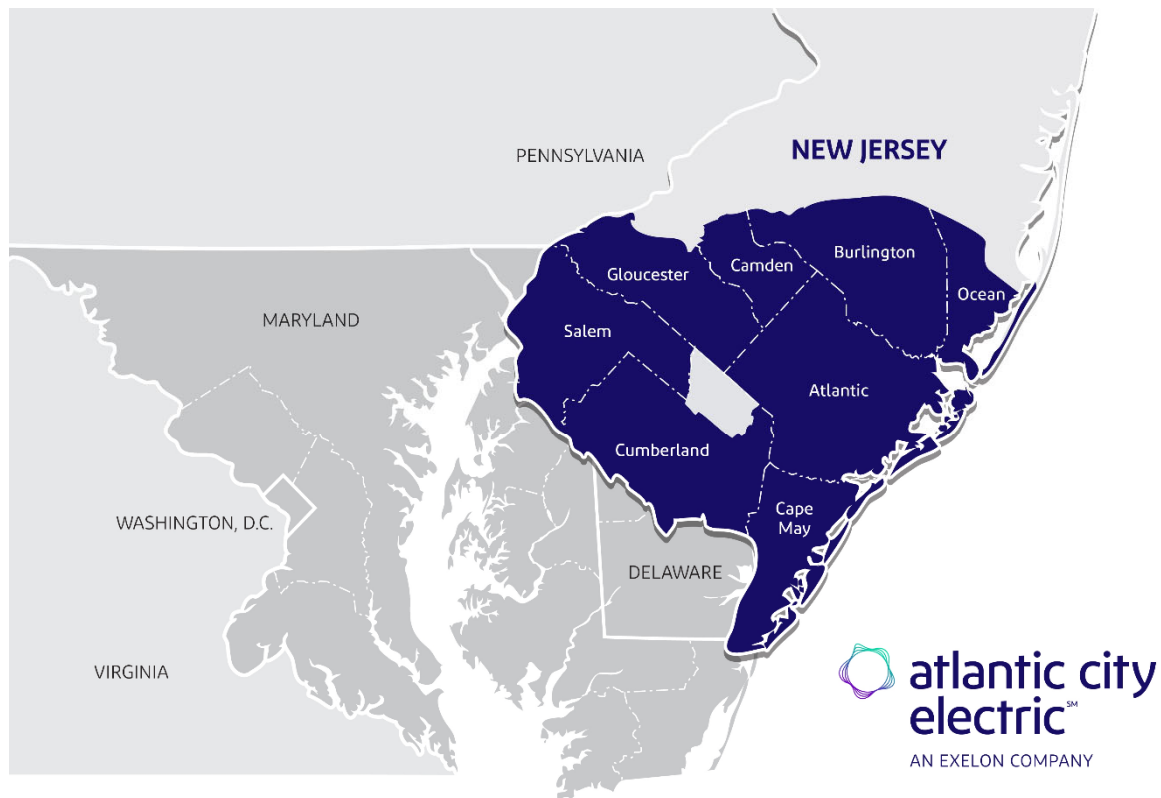 PENNSYLVANIA
NEW JERSEY
Burlington
Camden
Gloucester
Ocean
MARYLAND
Salem
Atlantic
Cumberland
Cape
May
WASHINGTON, D.C.
DELAWARE
VIRGINIA
atlantic city
electric℠
AN EXELON COMPANY